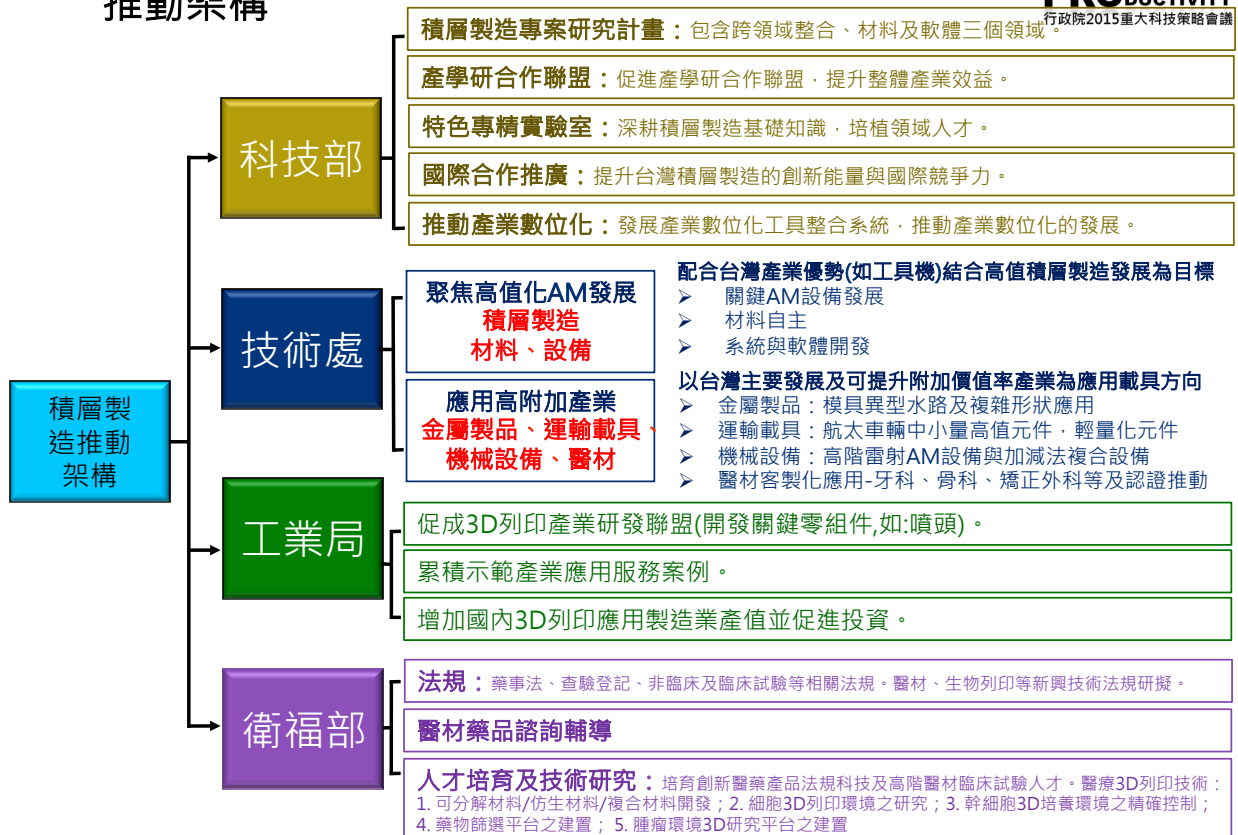 推動架構
PRODUCTIVITY
行政院2015重大科技策略會議
積層製
造推動
架構
科技部
積層製造專案研究計畫：包含跨領域整合、材料及軟體三個領域。
產學研合作聯盟：促進產學研合作聯盟，提升整體產業效益。
特色專精實驗室：深耕積層製造基礎知識，培植領域人才。
國際合作推廣：提升台灣積層製造的創新能量與國際競爭力。
推動產業數位化：發展產業數位化工具整合系統，推動產業數位化的發展。
技術處
聚焦高值化AM發展
積層製造
材料、設備
配合台灣產業優勢(如工具機)結合高值積層製造發展為目標
➢ 關鍵AM設備發展
➢ 材料自主
➢ 系統與軟體開發
應用高附加產業
金屬製品、運輸載具、
機械設備、醫材
以台灣主要發展及可提升附加價值率產業為應用載具方向
➢ 金屬製品：模具異型水路及複雜形狀應用
➢ 運輸載具：航太車輛中小量高值元件，輕量化元件
➢ 機械設備：高階雷射AM設備與加減法複合設備
➢ 醫材客製化應用-牙科、骨科、矯正外科等及認證推動
工業局
促成3D列印產業研發聯盟(開發關鍵零組件,如:噴頭)。
累積示範產業應用服務案例。
增加國內3D列印應用製造業產值並促進投資。
衛福部
法規：藥事法、查驗登記、非臨床及臨床試驗等相關法規。醫材、生物列印等新興技術法規研擬。
醫材藥品諮詢輔導
人才培育及技術研究：培育創新醫藥產品法規科技及高階醫材臨床試驗人才。醫療3D列印技術：
1. 可分解材料/仿生材料/複合材料開發；2. 細胞3D列印環境之研究；3. 幹細胞3D培養環境之精確控制；
4. 藥物篩選平台之建置； 5. 腫瘤環境3D研究平台之建置